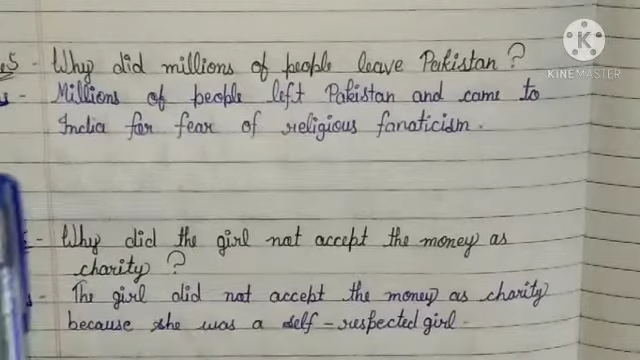 Why did millions of people leave Pakistan?
KINEMASTER
Millions of people left Pakistan and came to
India for fear of religious fanaticism.
Why did the girl not accept the money as
charity?
The girl did not accept the money as charity
because she was a self-respected girl.